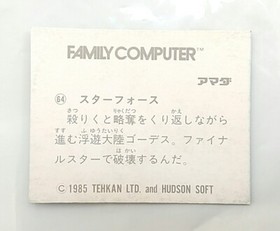 FAMILY COMPUTER™
アマダ
84 スターフォース
殺りくと略奪をくり返しながら
進む浮遊大陸ゴーデス。ファイナ
ルスターで破壊するんだ。
© 1985 TEHKAN LTD. and HUDSON SOFT